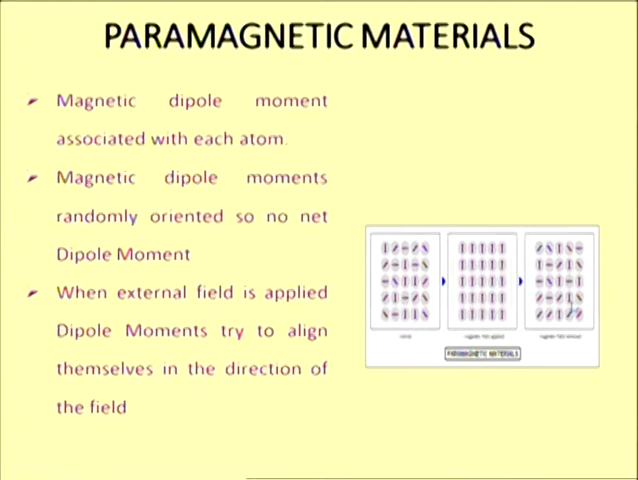 PARAMAGNETIC MATERIALS
➢ Magnetic dipole moment
associated with each atom.
➢ Magnetic dipole moments
randomly oriented so no net
Dipole Moment
➢ When external field is applied
Dipole Moments try to align
themselves in the direction of
the field
PARAMAGNETIC MATERIALS